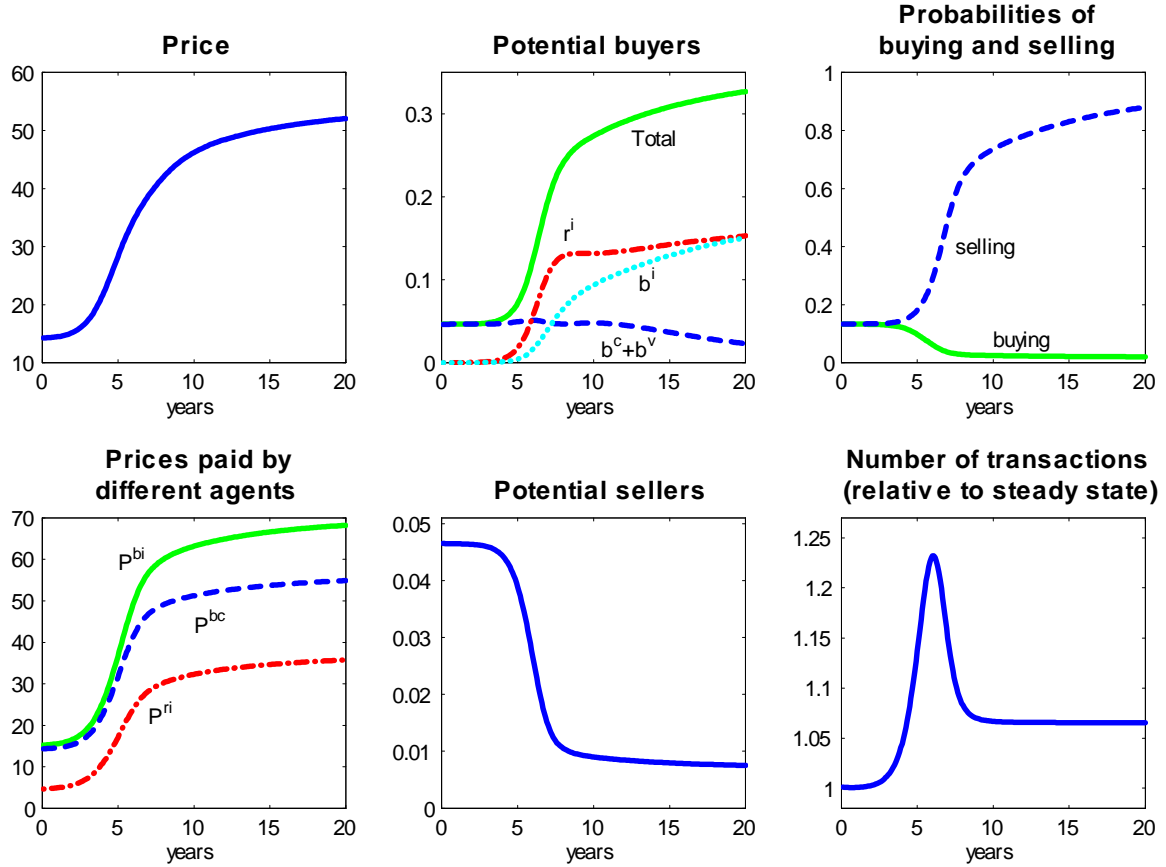 Price
60
50
40
30
20
10
0 5 10 15 20
years
Potential buyers
0.3
0.2
0.1
0
Total
r^i
b^i
b^c+b^v
0 5 10 15 20
years
Probabilities of
buying and selling
1
0.8
0.6
0.4
0.2
0
selling
buying
0 5 10 15 20
years
Prices paid by
different agents
70
60
50
40
30
20
10
0
P^bi
P^bc
P^ri
0 5 10 15 20
years
Potential sellers
0.05
0.04
0.03
0.02
0.01
0
0 5 10 15 20
years
Number of transactions
(relative to steady state)
1.25
1.2
1.15
1.1
1.05
1
0 5 10 15 20
years